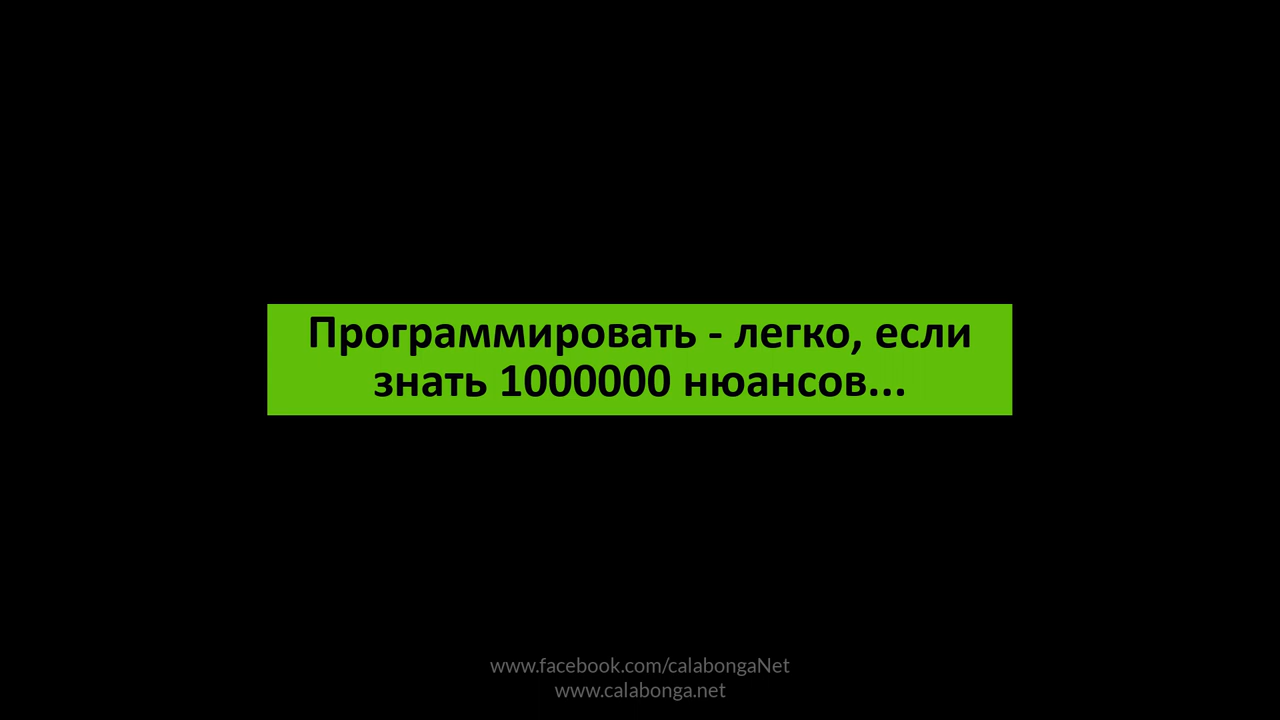 Программировать - легко, если
знать 1000000 нюансов...
www.facebook.com/calabongaNet
www.calabonga.net